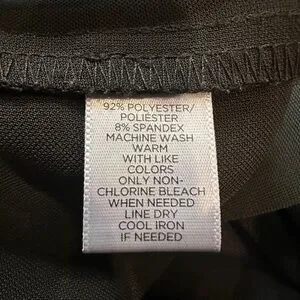 92% POLYESTER/
POLIÉSTER
8% SPANDEX
MACHINE WASH
WARM
WITH LIKE
COLORS
ONLY NON-
CHLORINE BLEACH
WHEN NEEDED
LINE DRY
COOL IRON
IF NEEDED